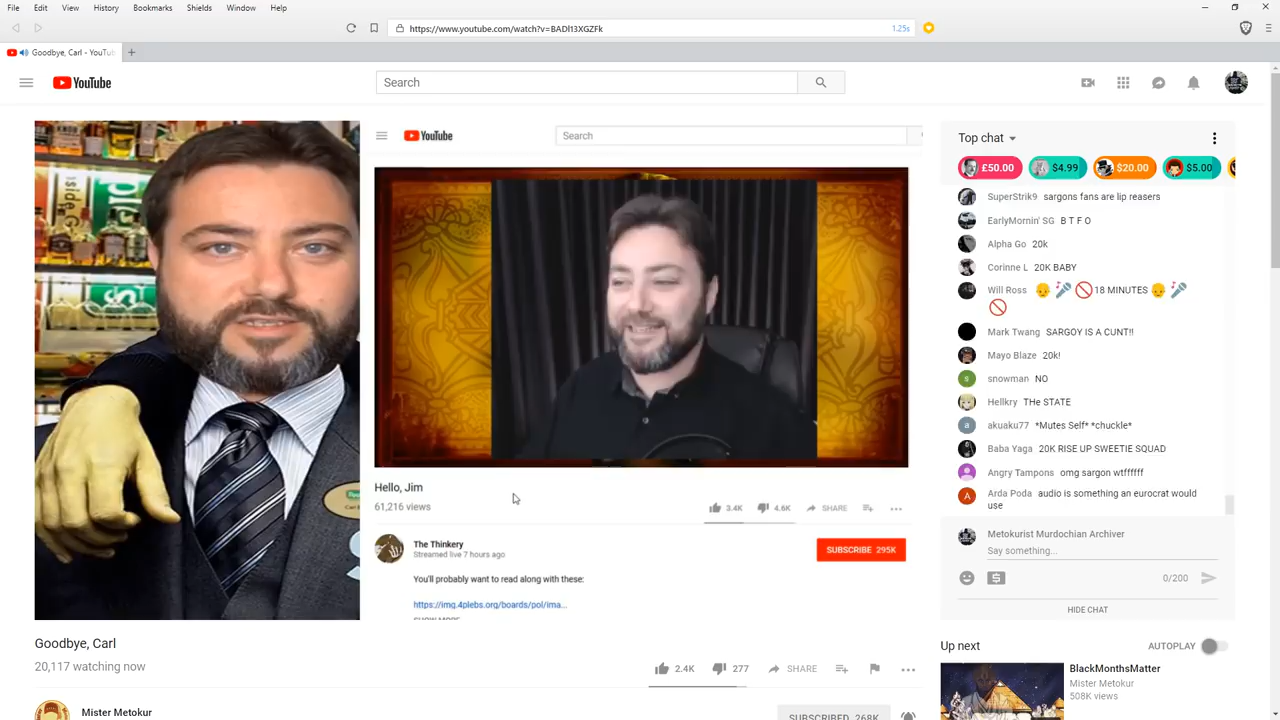 File Edit View History Bookmarks Shields Window Help
https://www.youtube.com/watch?v=BADl13XGZFk
1.25s
Goodbye, Carl - YouTub
YouTube
Search
YouTube
Search
Hello, Jim
61,216 views
3.4K 4.6K SHARE
The Thinkery
Streamed live 7 hours ago
SUBSCRIBE 295K
You'll probably want to read along with these:
https://img.4plebs.org/boards/pol/ima...
Goodbye, Carl
20,117 watching now
2.4K 277 SHARE
Mister Metokur
SUBSCRIBED 268K
Top chat
£50.00 $4.99 $20.00 $5.00
SuperStrik9 sargons fans are lip reasers
EarlyMornin' SG B T F O
Alpha Go 20k
Corinne L 20K BABY
Will Ross 18 MINUTES
Mark Twang SARGOY IS A CUNT!!
Mayo Blaze 20k!
snowman NO
Hellkry THe STATE
akuaku77 *Mutes Self* *chuckle*
Baba Yaga 20K RISE UP SWEETIE SQUAD
Angry Tampons omg sargon wtffffff
Arda Poda audio is something an eurocrat would
use
Metokurist Murdochian Archiver
Say something...
0/200
HIDE CHAT
Up next
AUTOPLAY
BlackMonthsMatter
Mister Metokur
508K views